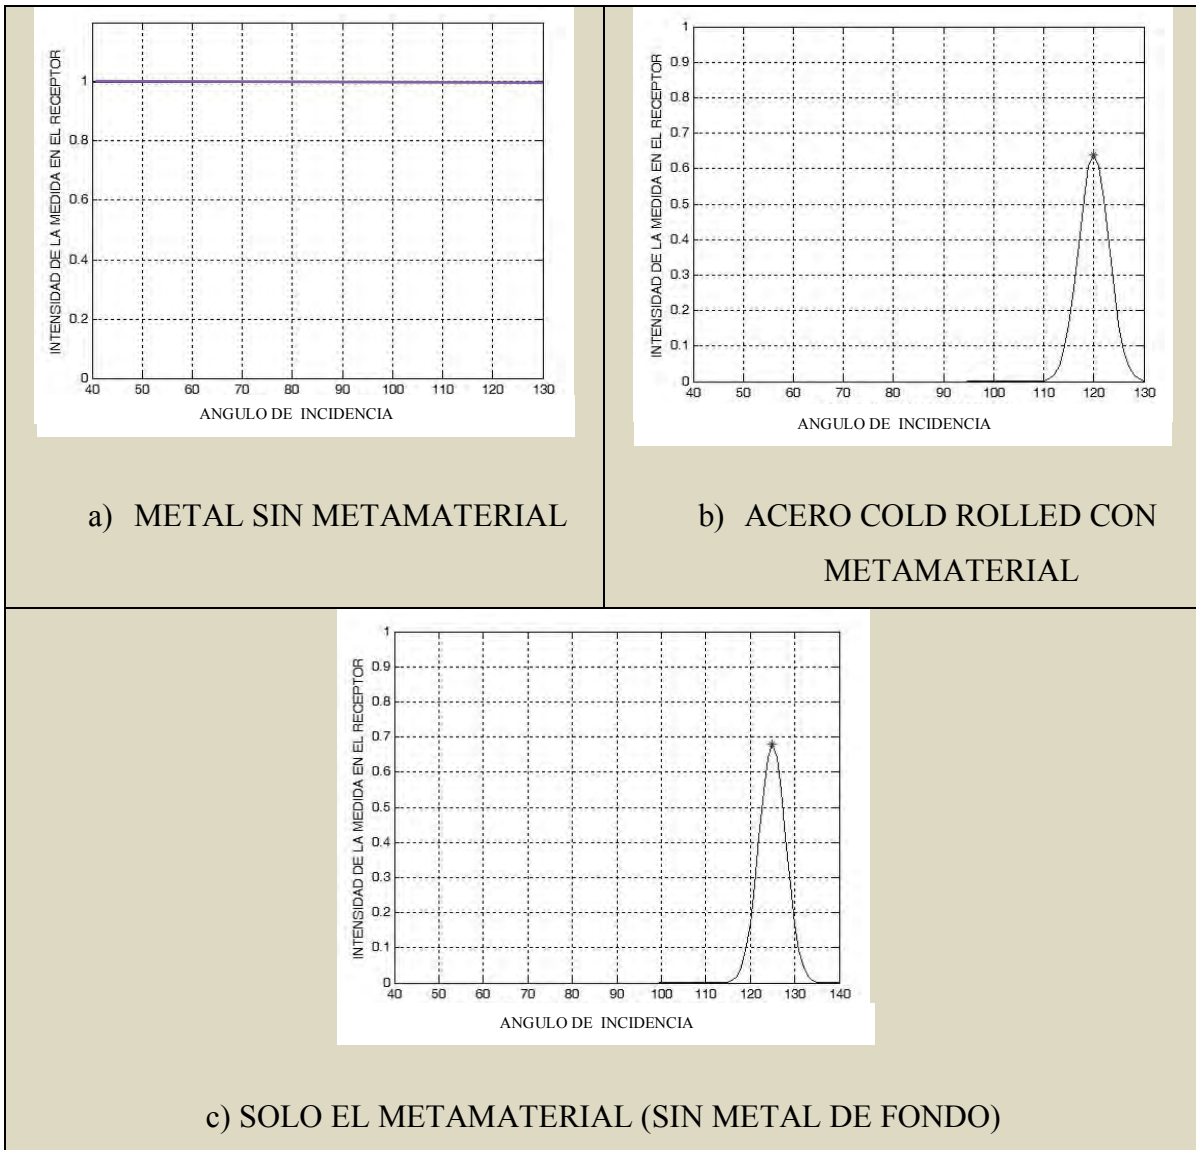 INTENSIDAD DE LA MEDIDA EN EL RECEPTOR
1
0.8
0.6
0.4
0.2
0
40 50 60 70 80 90 100 110 120 130
ANGULO DE INCIDENCIA
a) METAL SIN METAMATERIAL
INTENSIDAD DE LA MEDIDA EN EL RECEPTOR
1
0.9
0.8
0.7
0.6
0.5
0.4
0.3
0.2
0.1
0
40 50 60 70 80 90 100 110 120 130
ANGULO DE INCIDENCIA
b) ACERO COLD ROLLED CON
METAMATERIAL
INTENSIDAD DE LA MEDIDA EN EL RECEPTOR
1
0.9
0.8
0.7
0.6
0.5
0.4
0.3
0.2
0.1
0
40 50 60 70 80 90 100 110 120 130 140
ANGULO DE INCIDENCIA
c) SOLO EL METAMATERIAL (SIN METAL DE FONDO)